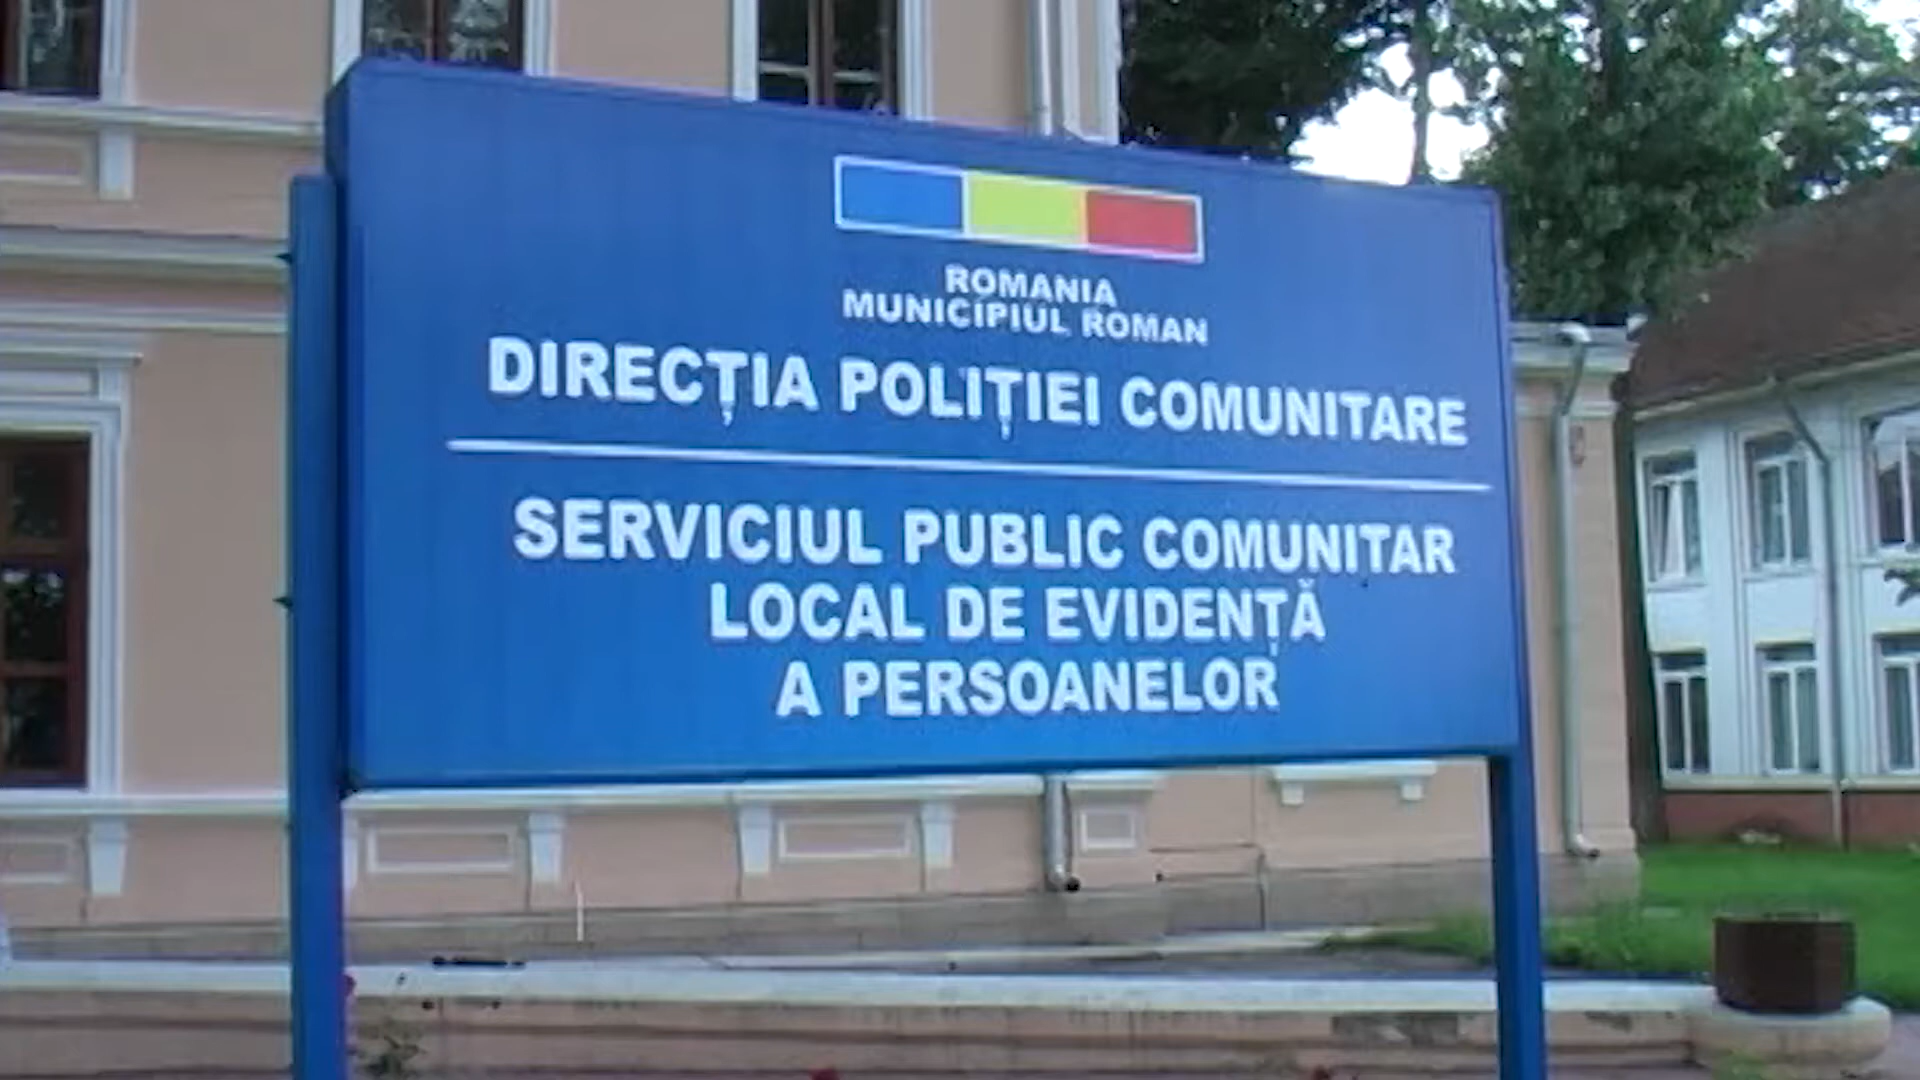 ROMANIA
MUNICIPIUL ROMAN
DIRECȚIA POLIȚIEI COMUNITARE
SERVICIUL PUBLIC COMUNITAR
LOCAL DE EVIDENȚĂ
A PERSOANELOR